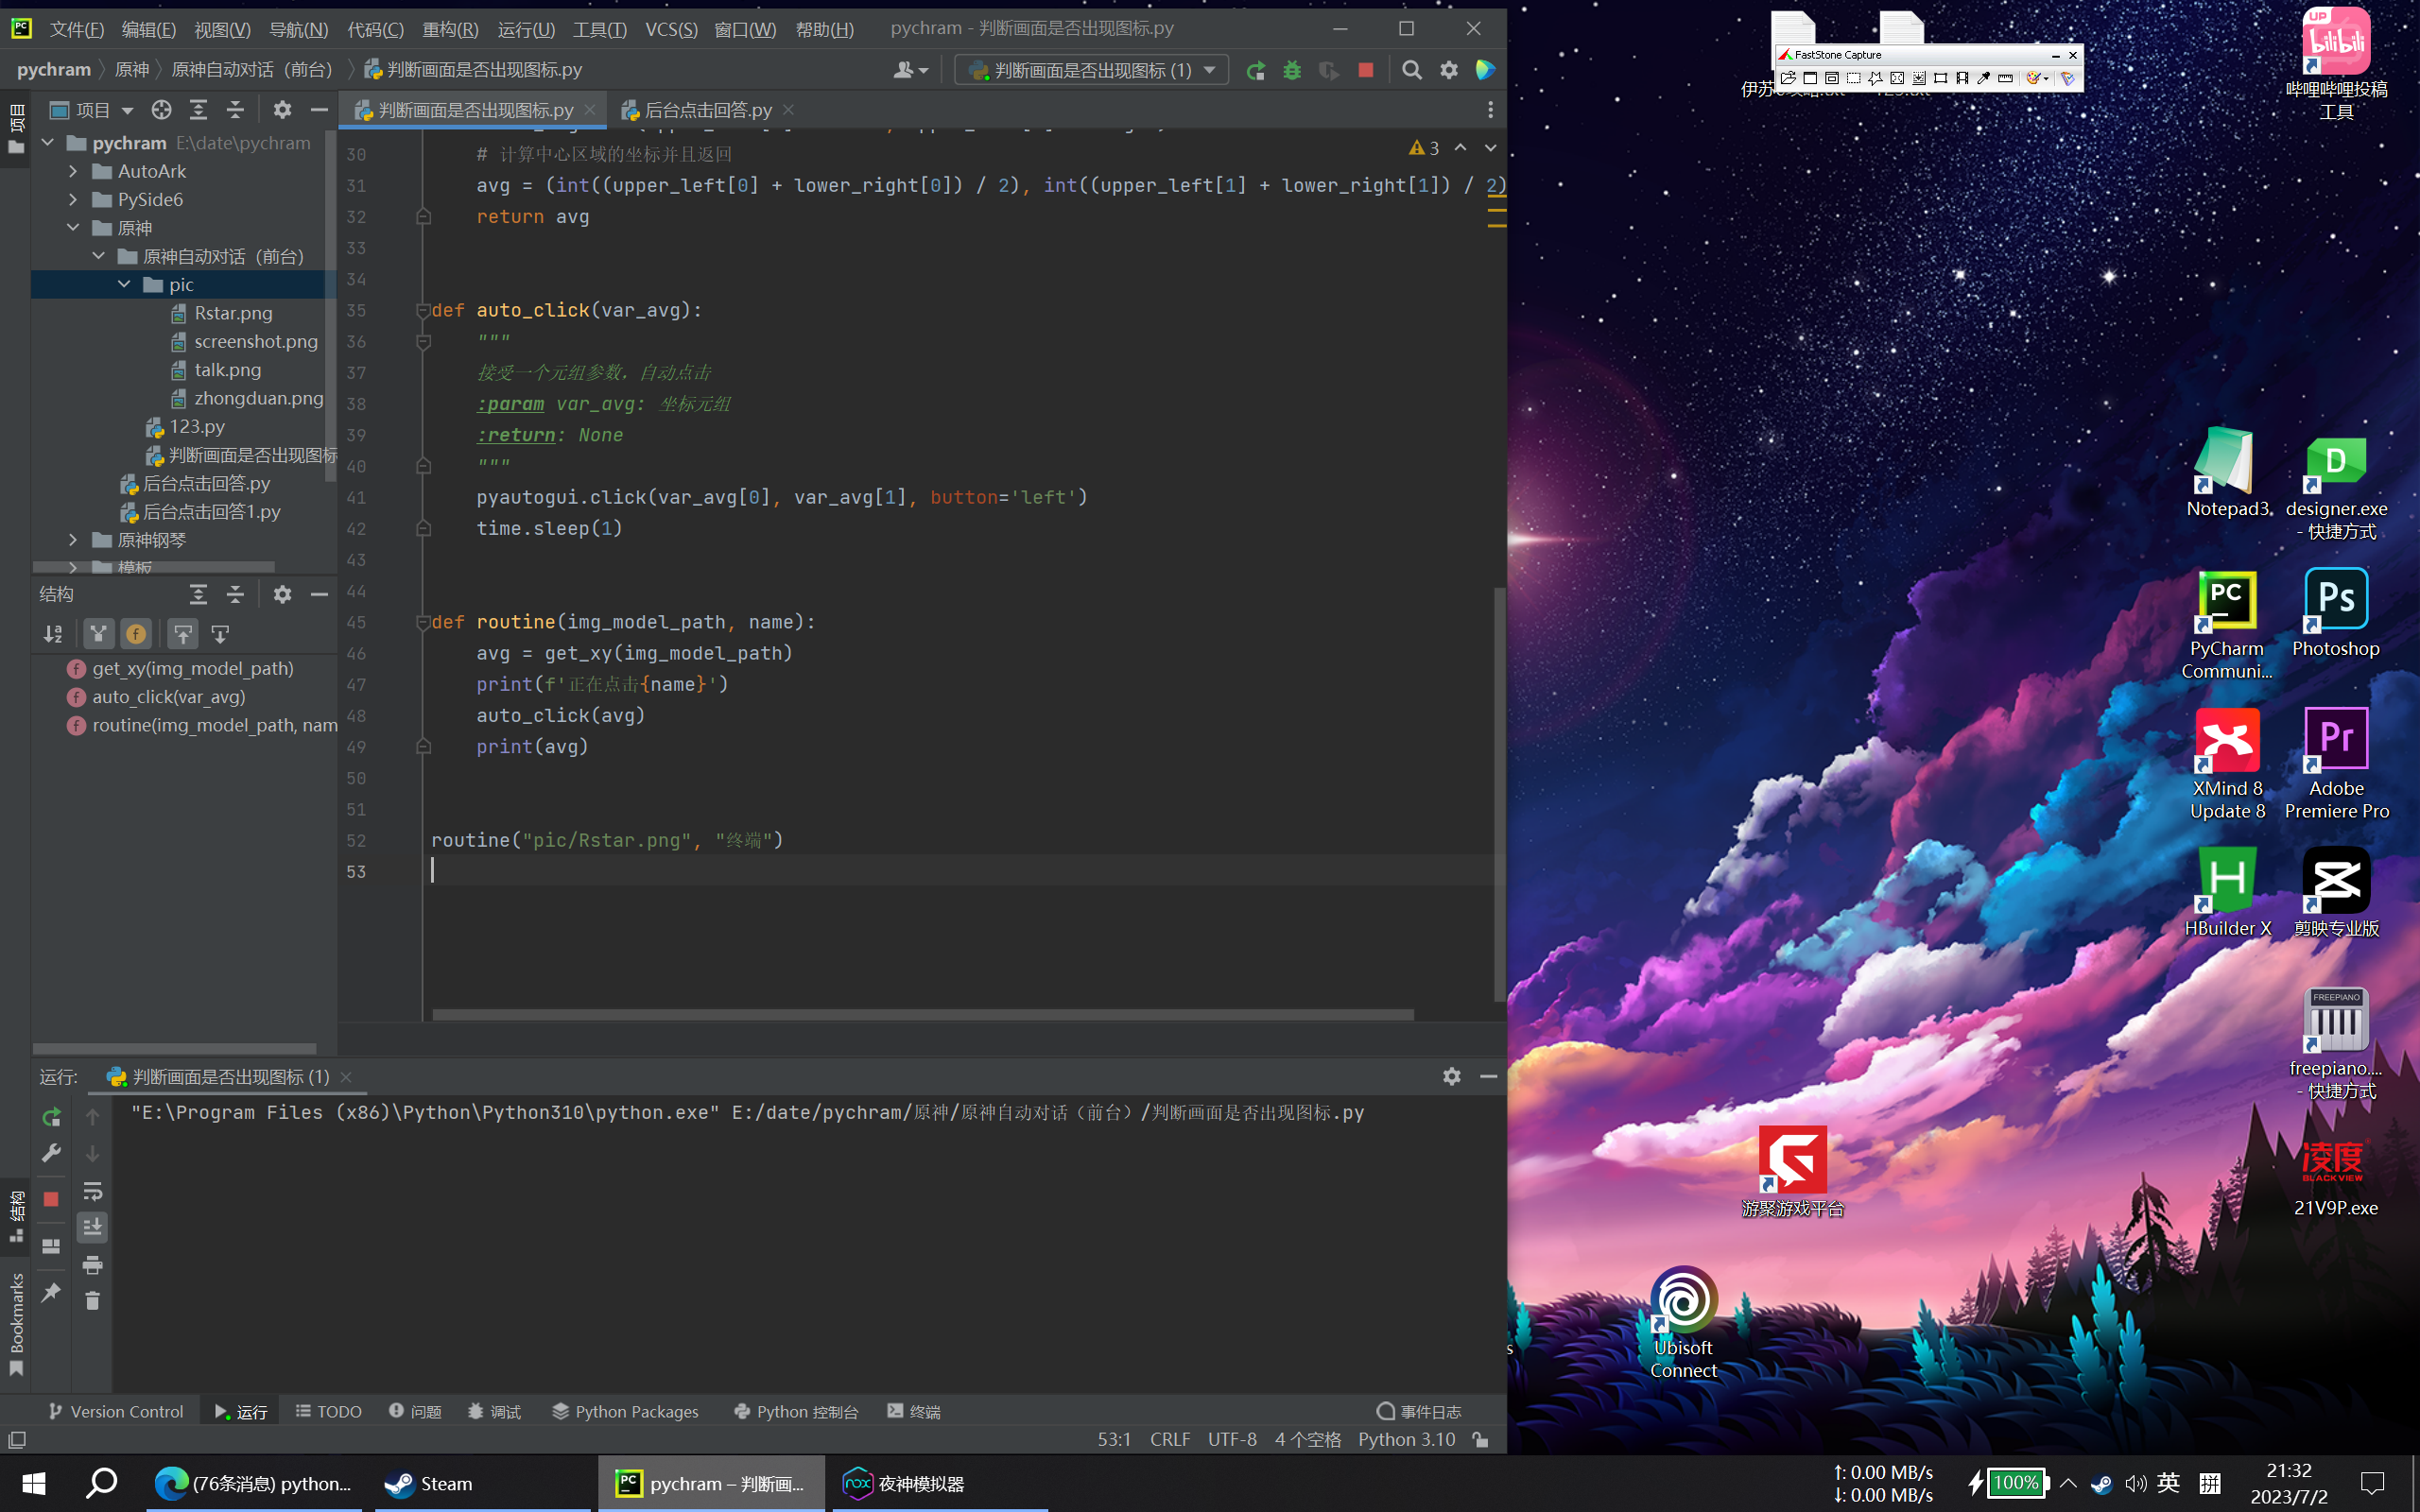 文件(F) 编辑(E) 视图(V) 导航(N) 代码(C) 重构(R) 运行(U) 工具(T) VCS(S) 窗口(W) 帮助(H) pychram - 判断画面是否出现图标.py
pychram 原神 原神自动对话（前台） 判断画面是否出现图标.py 判断画面是否出现图标 (1)
项目
项目
判断画面是否出现图标.py
后台点击回答.py
pychram E:\date\pychram
AutoArk
PySide6
原神
原神自动对话（前台）
pic
Rstar.png
screenshot.png
talk.png
zhongduan.png
123.py
判断画面是否出现图标
后台点击回答.py
后台点击回答1.py
原神钢琴
模板
3
30 # 计算中心区域的坐标并且返回
31 avg = (int((upper_left[0] + lower_right[0]) / 2), int((upper_left[1] + lower_right[1]) / 2)
32 return avg
33
34
35 def auto_click(var_avg):
36 """
37 接受一个元组参数，自动点击
38 :param var_avg: 坐标元组
39 :return: None
40 """
41 pyautogui.click(var_avg[0], var_avg[1], button='left')
42 time.sleep(1)
43
44
45 def routine(img_model_path, name):
46 avg = get_xy(img_model_path)
47 print(f'正在点击{name}')
48 auto_click(avg)
49 print(avg)
50
51
52 routine("pic/Rstar.png", "终端")
53
结构
get_xy(img_model_path)
auto_click(var_avg)
routine(img_model_path, nam
运行: 判断画面是否出现图标 (1)
"E:\Program Files (x86)\Python\Python310\python.exe" E:/date/pychram/原神/原神自动对话（前台）/判断画面是否出现图标.py
结构
Bookmarks
Version Control 运行 TODO 问题 调试 Python Packages Python 控制台 终端 事件日志
53:1 CRLF UTF-8 4 个空格 Python 3.10
FastStone Capture
UP
bilibili
哔哩哔哩投稿
工具
Notepad3
D
designer.exe
- 快捷方式
PC
PyCharm
Communi...
Ps
Photoshop
XMind 8
Update 8
Pr
Adobe
Premiere Pro
H
HBuilder X
剪映专业版
FREEPIANO
freepiano....
- 快捷方式
游聚游戏平台
凌度
BLACKVIEW
21V9P.exe
Ubisoft
Connect
s
(76条消息) python...
Steam
PC
pychram – 判断画...
nox
夜神模拟器
↑: 0.00 MB/s
↓: 0.00 MB/s
100%
英
拼
21:32
2023/7/2